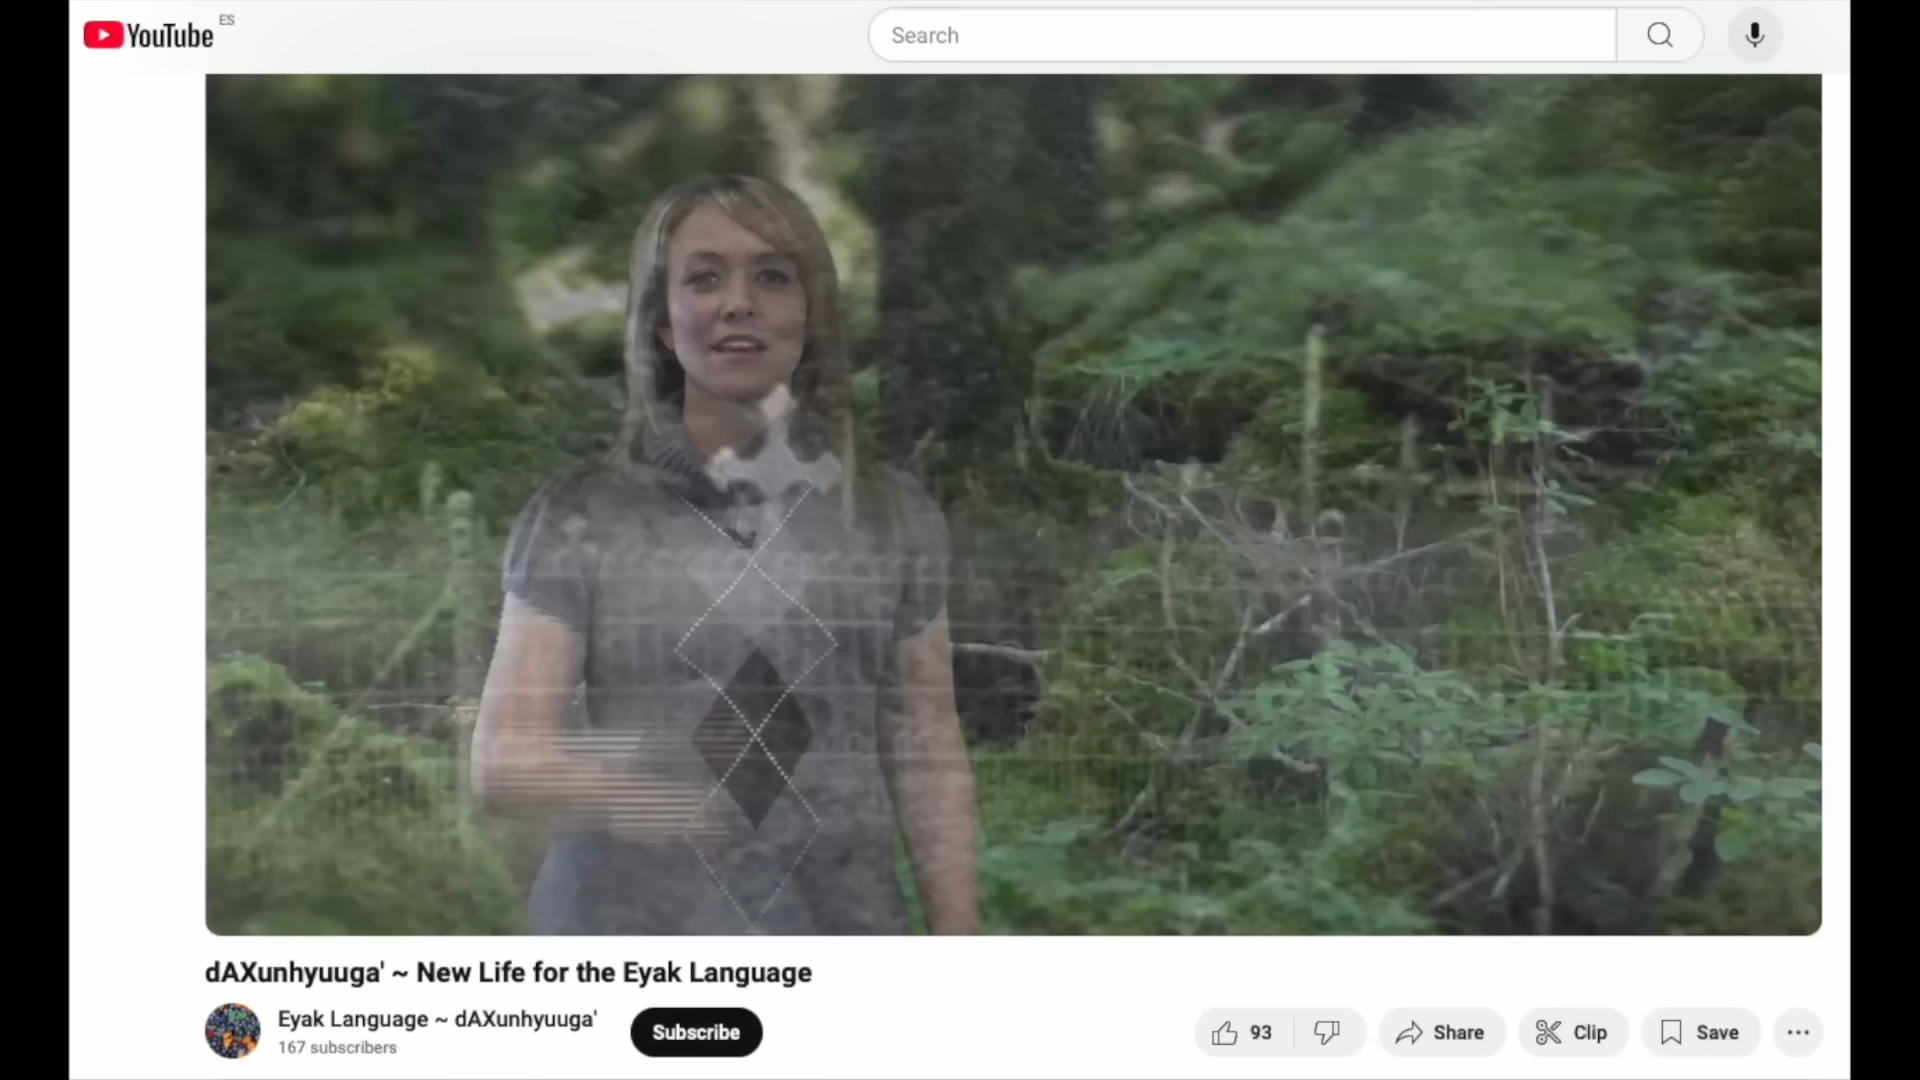 YouTube ES
Search
dAXunhyuuga' ~ New Life for the Eyak Language
Eyak Language ~ dAXunhyuuga'
167 subscribers
Subscribe
93
Share
Clip
Save